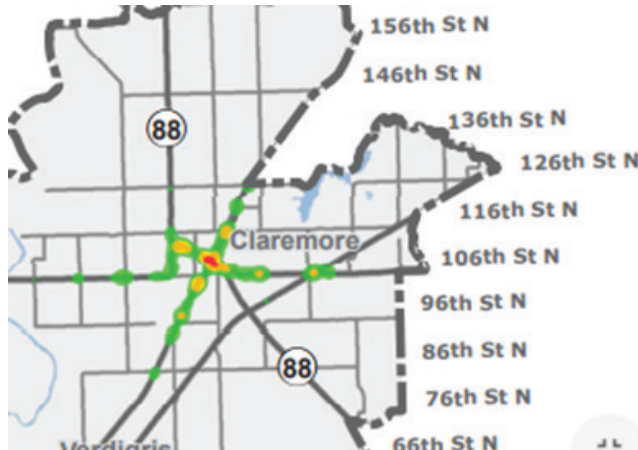 156th St N
146th St N
136th St N
88
126th St N
116th St N
Claremore
106th St N
96th St N
86th St N
88
76th St N
66th St N
Verdigris